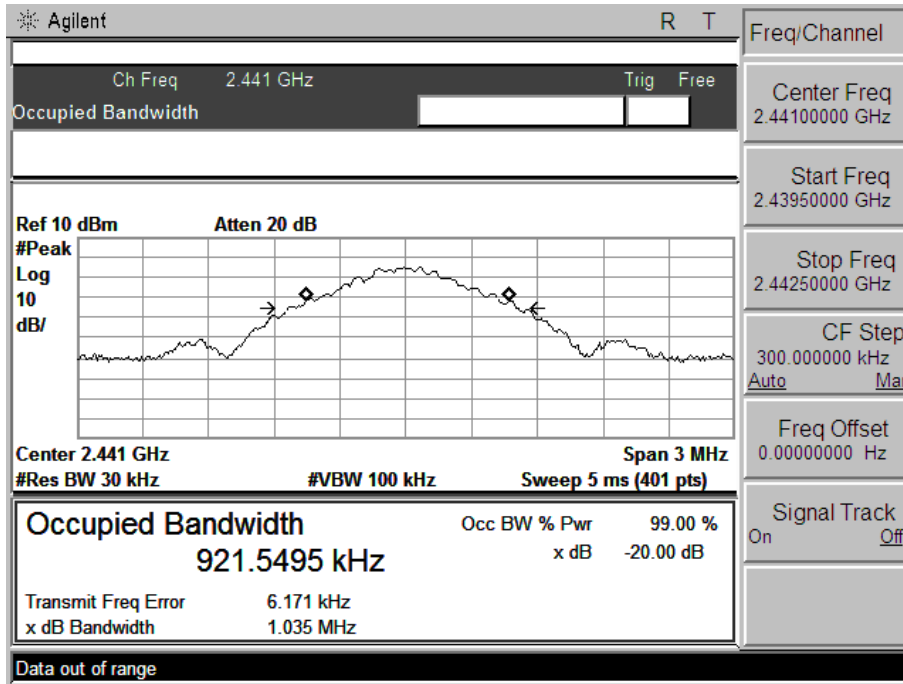 Agilent R T
Freq/Channel
Ch Freq 2.441 GHz Trig Free
Occupied Bandwidth
Center Freq
2.44100000 GHz
Start Freq
2.43950000 GHz
Stop Freq
2.44250000 GHz
CF Step
300.000000 kHz
Auto Mar
Freq Offset
0.00000000 Hz
Signal Track
On Off
Ref 10 dBm Atten 20 dB
#Peak
Log
10
dB/
Center 2.441 GHz Span 3 MHz
#Res BW 30 kHz #VBW 100 kHz Sweep 5 ms (401 pts)
Occupied Bandwidth
921.5495 kHz
Occ BW % Pwr 99.00 %
x dB -20.00 dB
Transmit Freq Error 6.171 kHz
x dB Bandwidth 1.035 MHz
Data out of range